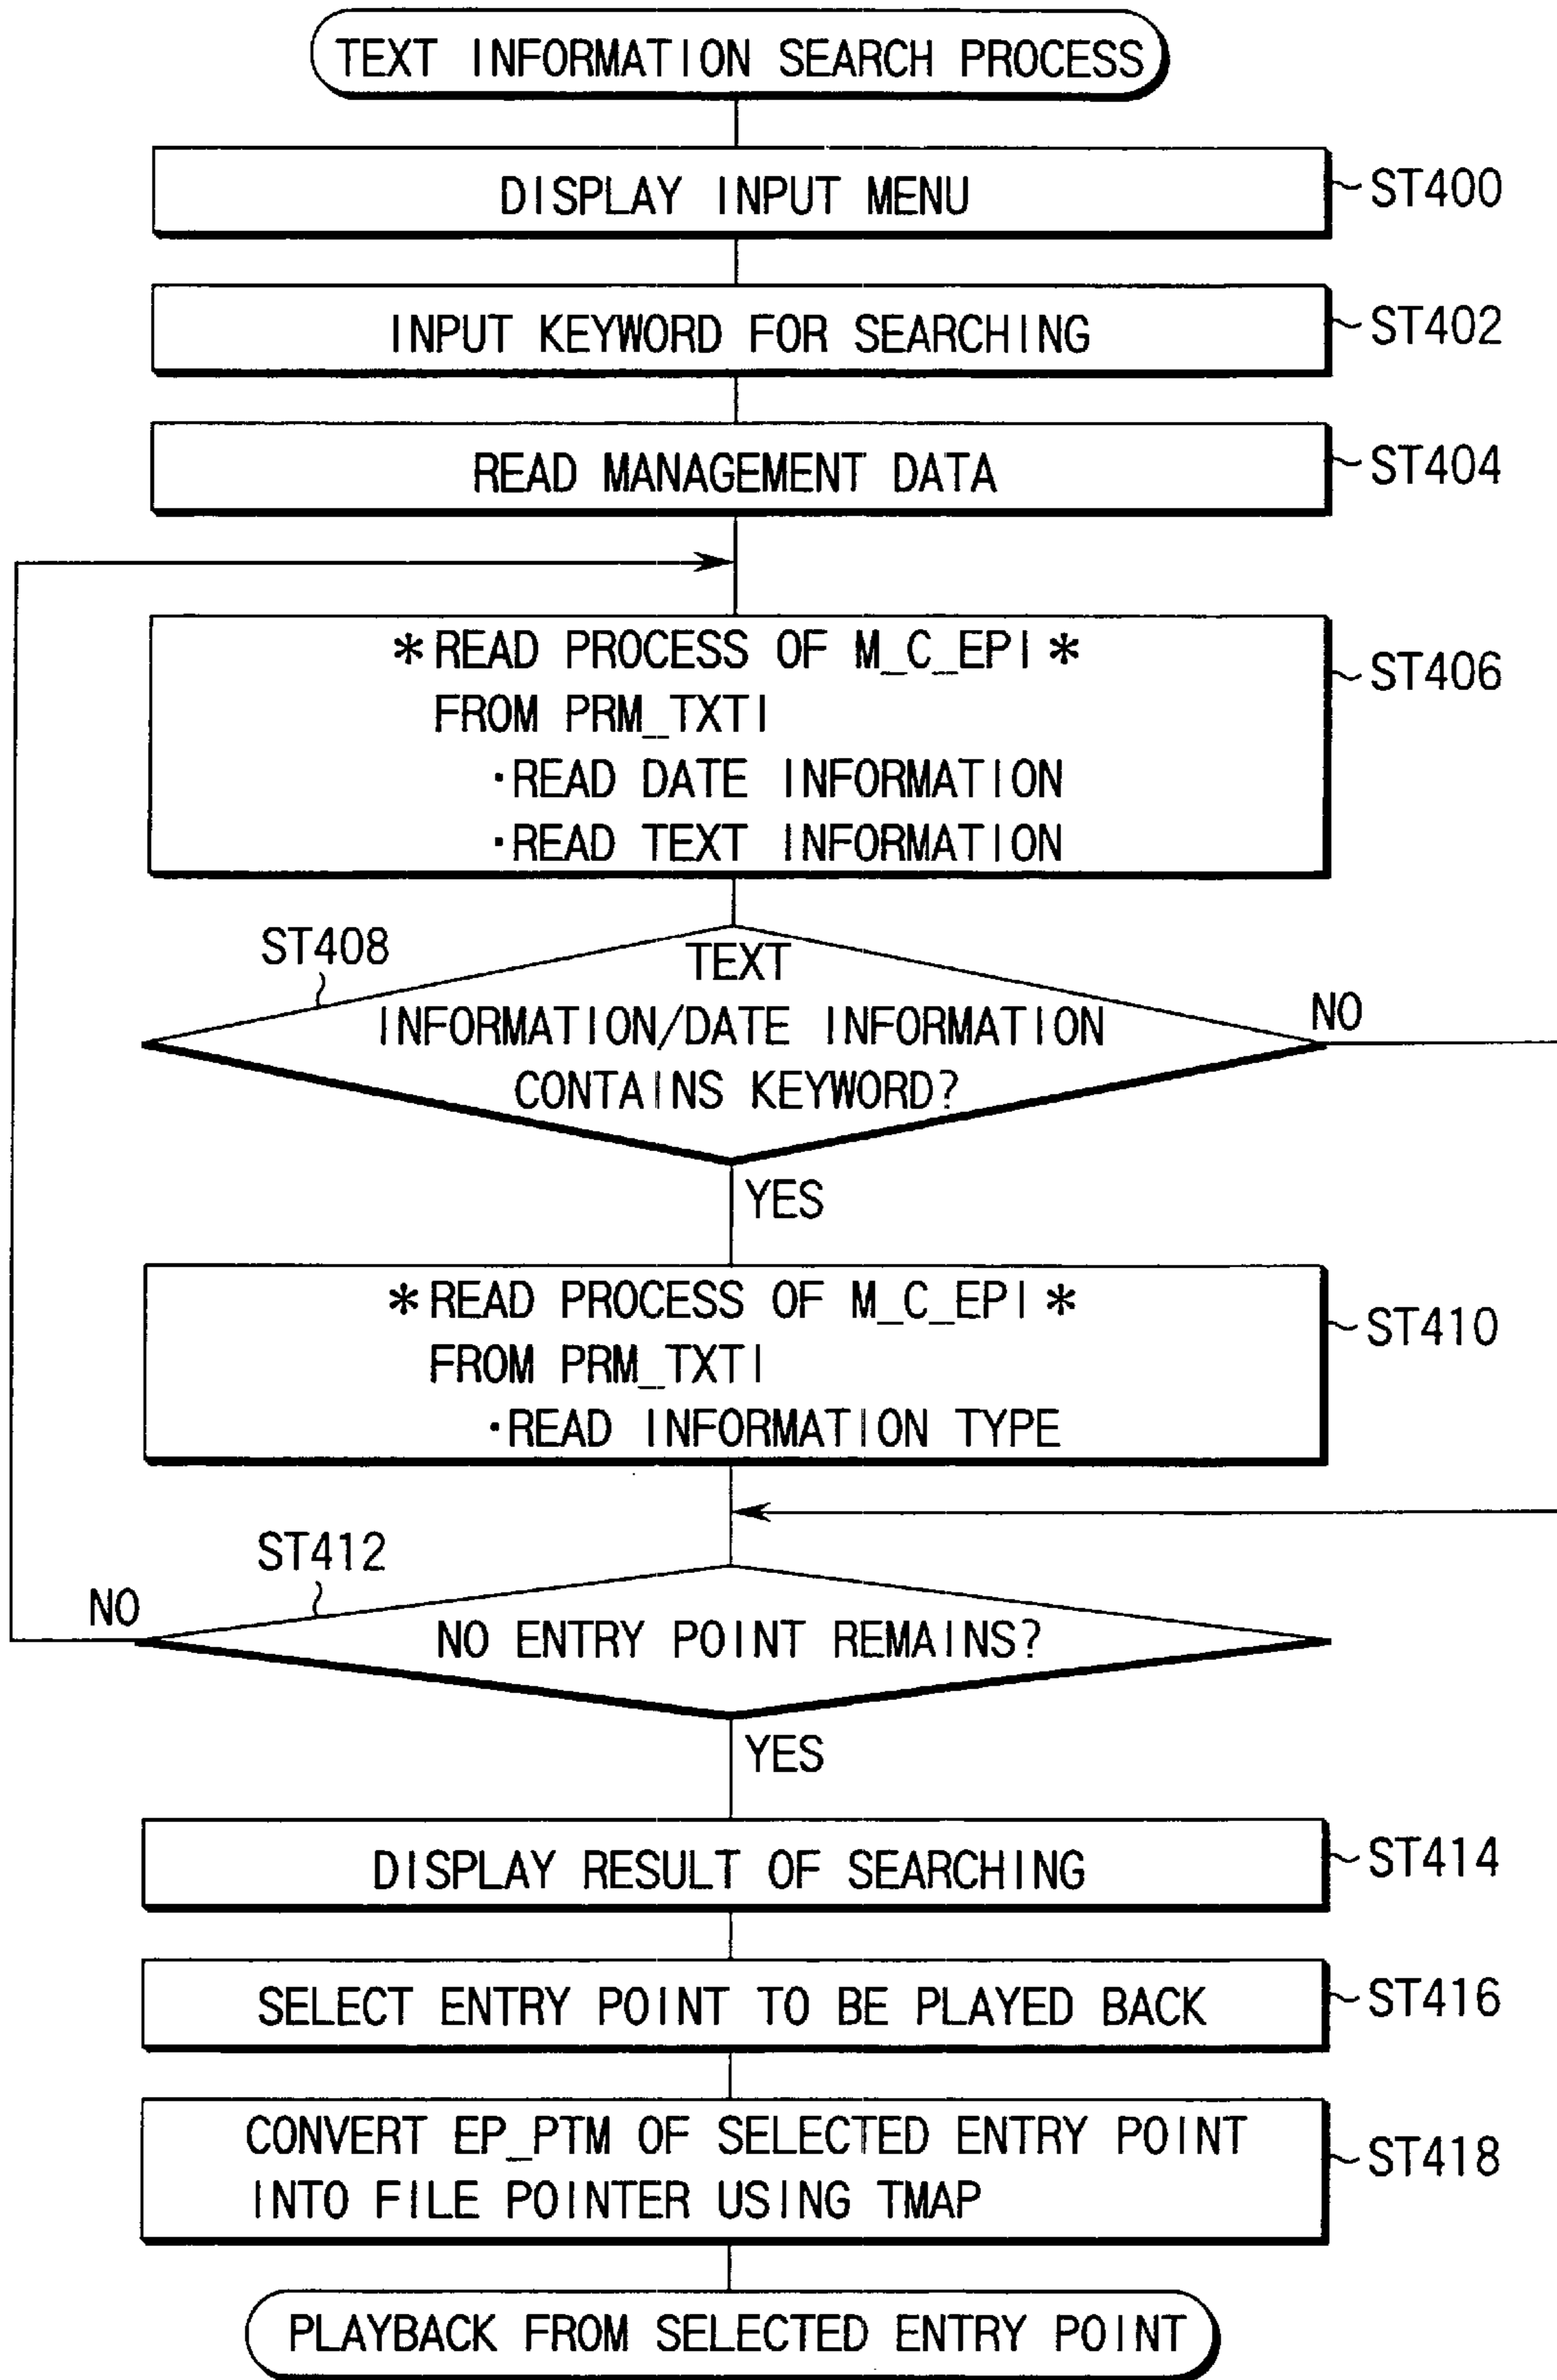 TEXT INFORMATION SEARCH PROCESS
DISPLAY INPUT MENU
ST400
INPUT KEYWORD FOR SEARCHING
ST402
READ MANAGEMENT DATA
ST404
*READ PROCESS OF M_C_EPI*
FROM PRM_TXTI
·READ DATE INFORMATION
·READ TEXT INFORMATION
ST406
ST408
TEXT
INFORMATION/DATE INFORMATION
CONTAINS KEYWORD?
NO
YES
*READ PROCESS OF M_C_EPI*
FROM PRM_TXTI
·READ INFORMATION TYPE
ST410
ST412
NO
NO ENTRY POINT REMAINS?
YES
DISPLAY RESULT OF SEARCHING
ST414
SELECT ENTRY POINT TO BE PLAYED BACK
ST416
CONVERT EP_PTM OF SELECTED ENTRY POINT
INTO FILE POINTER USING TMAP
ST418
PLAYBACK FROM SELECTED ENTRY POINT